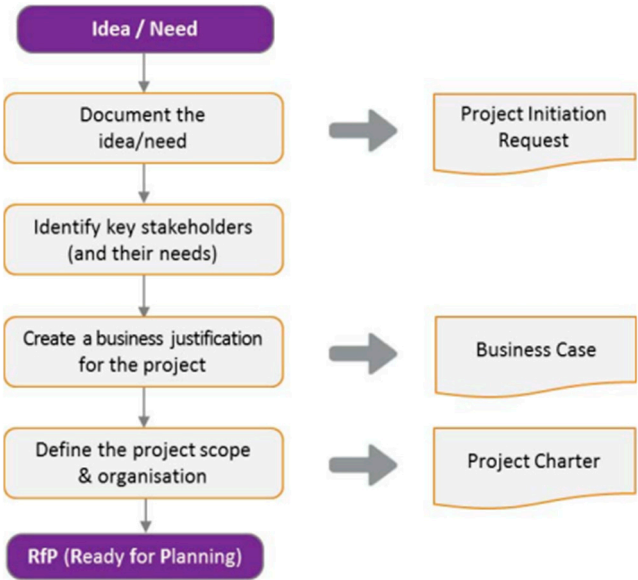 Idea / Need
Document the
idea/need
Project Initiation
Request
Identify key stakeholders
(and their needs)
Create a business justification
for the project
Business Case
Define the project scope
& organisation
Project Charter
RfP (Ready for Planning)